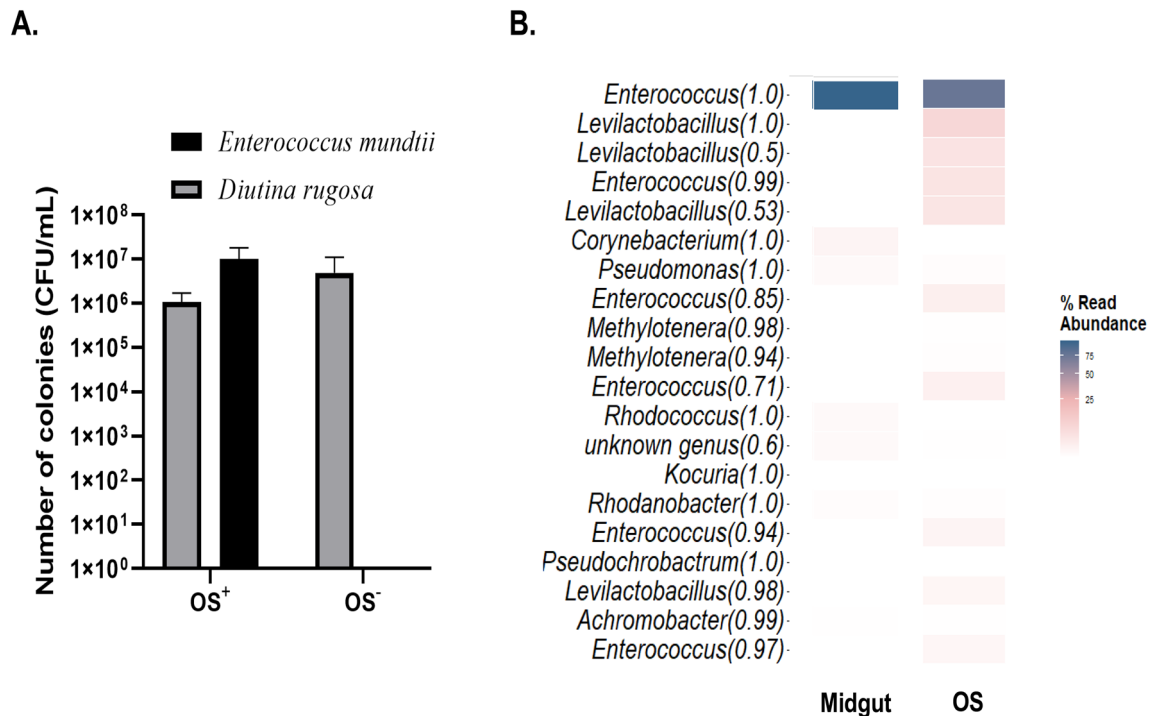 A.
Enterococcus mundtii
Diutina rugosa
Number of colonies (CFU/mL)
1×10⁸
1×10⁷
1×10⁶
1×10⁵
1×10⁴
1×10³
1×10²
1×10¹
1×10⁰
OS⁺ OS⁻
B.
Enterococcus(1.0)
Levilactobacillus(1.0)
Levilactobacillus(0.5)
Enterococcus(0.99)
Levilactobacillus(0.53)
Corynebacterium(1.0)
Pseudomonas(1.0)
Enterococcus(0.85)
Methylotenera(0.98)
Methylotenera(0.94)
Enterococcus(0.71)
Rhodococcus(1.0)
unknown genus(0.6)
Kocuria(1.0)
Rhodanobacter(1.0)
Enterococcus(0.94)
Pseudochrobactrum(1.0)
Levilactobacillus(0.98)
Achromobacter(0.99)
Enterococcus(0.97)
Midgut OS
% Read
Abundance
75
50
25